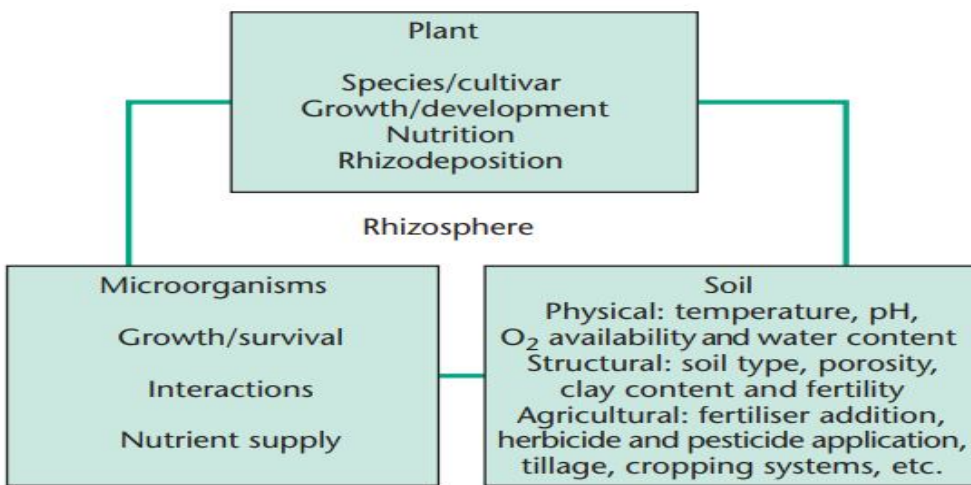 Plant
Species/cultivar
Growth/development
Nutrition
Rhizodeposition
Rhizosphere
Microorganisms
Growth/survival
Interactions
Nutrient supply
Soil
Physical: temperature, pH,
O₂ availability and water content
Structural: soil type, porosity,
clay content and fertility
Agricultural: fertiliser addition,
herbicide and pesticide application,
tillage, cropping systems, etc.